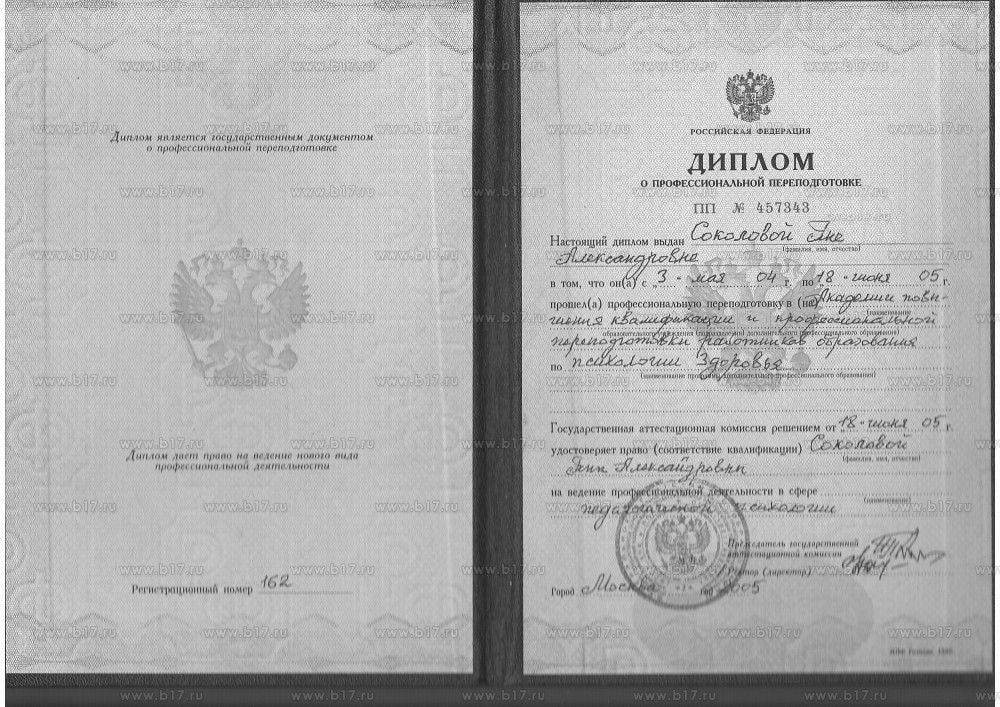 Диплом является государственным документом
о профессиональной переподготовке
Диплом дает право на ведение нового вида
профессиональной деятельности
Регистрационный номер 162
РОССИЙСКАЯ ФЕДЕРАЦИЯ
ДИПЛОМ
О ПРОФЕССИОНАЛЬНОЙ ПЕРЕПОДГОТОВКЕ
ПП № 457343
Настоящий диплом выдан Соколовой Яне
(фамилия, имя, отчество)
Александровне
в том, что он(а) с „3 - мая 04 г. по „18 - июня 05 г.
прошел(а) профессиональную переподготовку в (на) Академии повы-
(наименование
шения квалификации и профессиональной
образовательного учреждения (подразделения) дополнительного профессионального образования)
переподготовки работников образования
по психологии Здоровья
(наименование программы дополнительного профессионального образования)
Государственная аттестационная комиссия решением от „18 - июня 05 г.
удостоверяет право (соответствие квалификации) Соколовой
(фамилия, имя, отчество)
Яны Александровны
на ведение профессиональной деятельности в сфере
(наименование)
педагогической психологии
Председатель государственной
аттестационной комиссии
Ректор (директор)
Город Москва год 2005
www.b17.ru